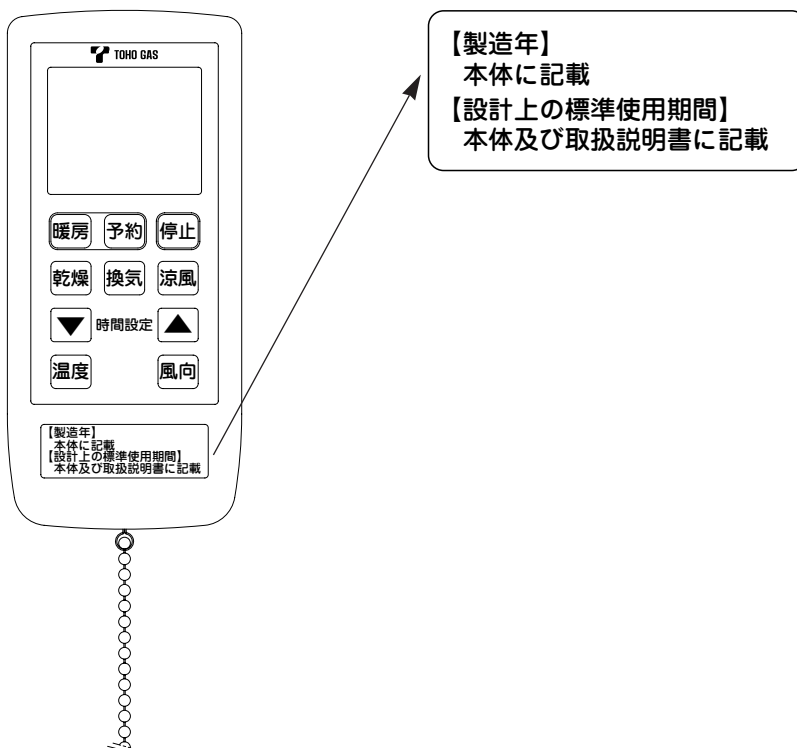 TOHO GAS
暖房 予約 停止
乾燥 換気 涼風
▼ 時間設定 ▲
温度 風向
【製造年】
本体に記載
【設計上の標準使用期間】
本体及び取扱説明書に記載
【製造年】
本体に記載
【設計上の標準使用期間】
本体及び取扱説明書に記載